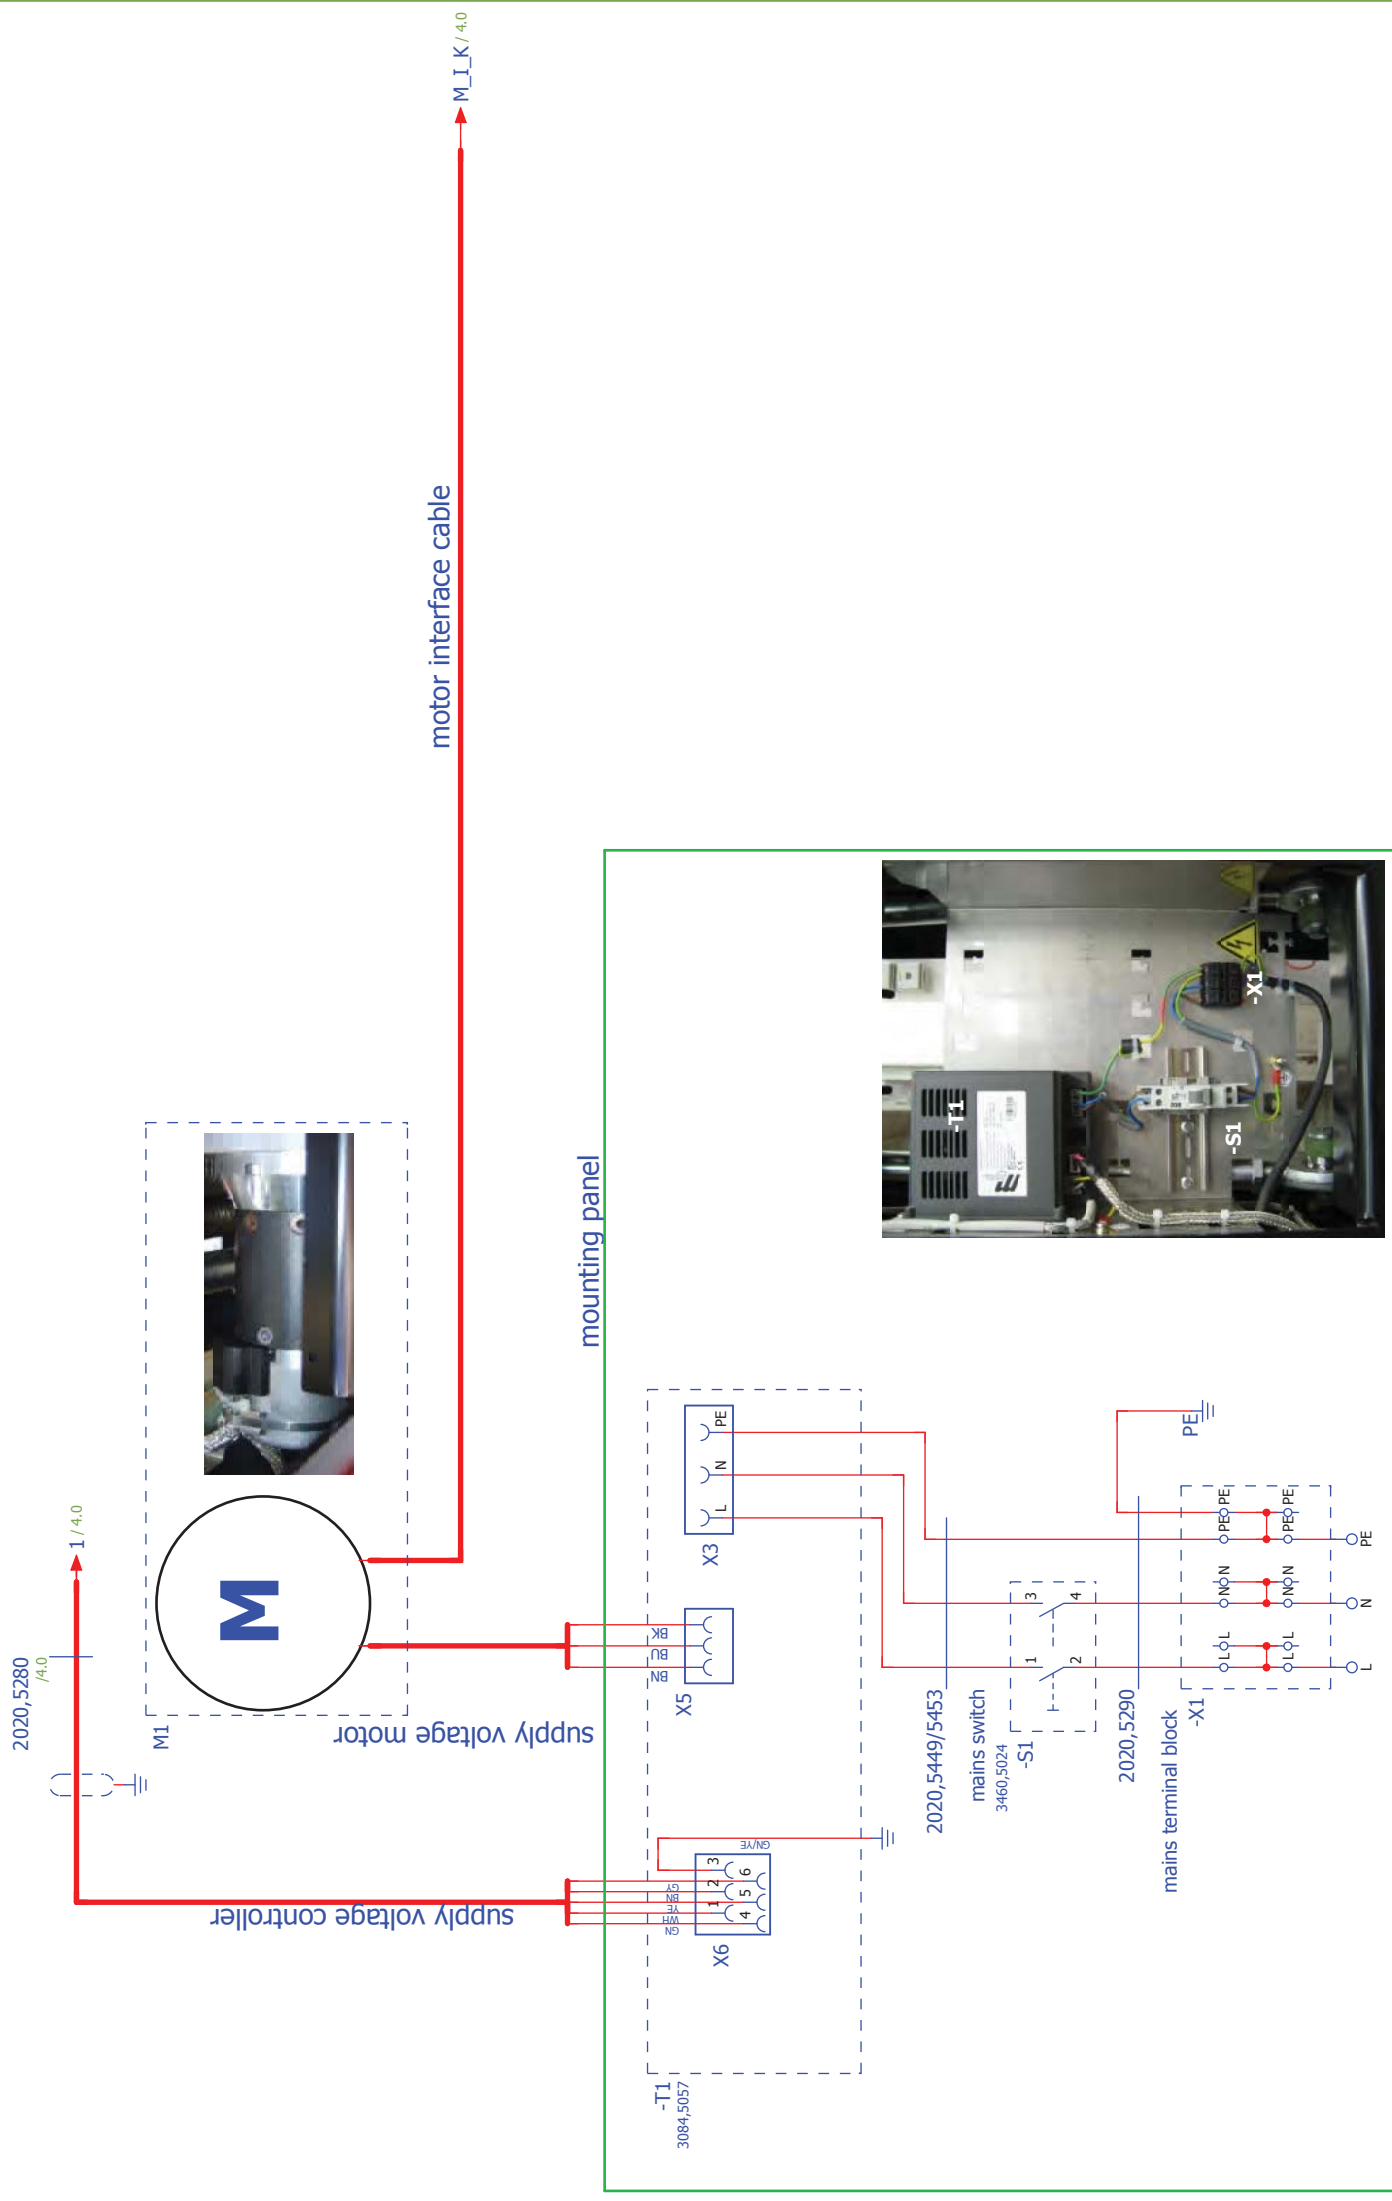 2020,5280
/4.0
1 / 4.0
M_I_K / 4.0
M1
M
motor interface cable
supply voltage motor
supply voltage controller
mounting panel
-T1
3084,5057
X6
GN
WH
YE
BN
GY
GN/YE
1
2
3
4
5
6
X5
BN
BU
BK
X3
L
N
PE
2020,5449/5453
mains switch
3460,5024
-S1
1
3
2
4
2020,5290
PE
mains terminal block
-X1
L
L
N
N
PE
PE
L
L
N
N
PE
PE
L
N
PE
-T1
-S1
-X1